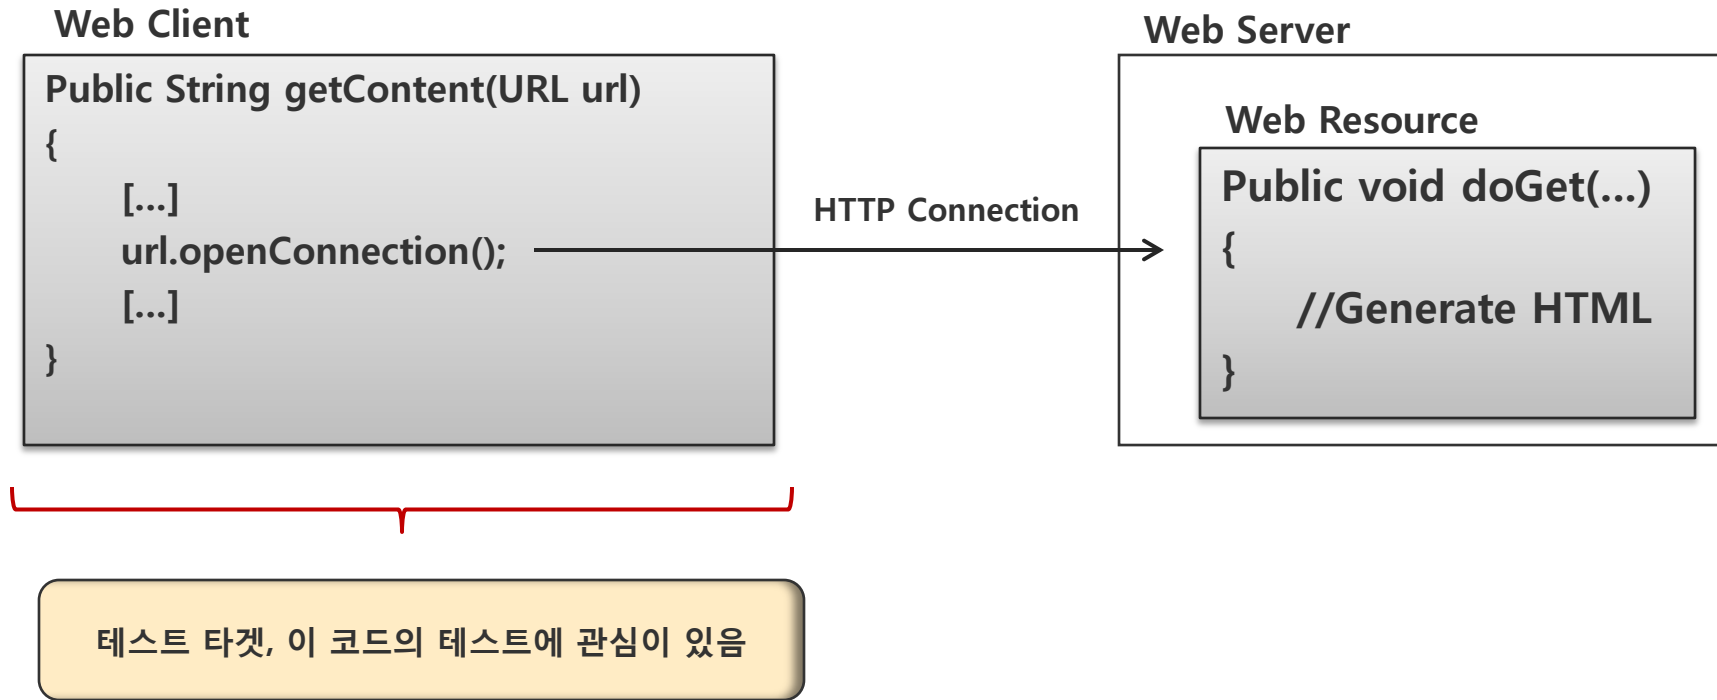 Web Client
Public String getContent(URL url)
{
[...]
url.openConnection();
[...]
}
HTTP Connection
Web Server
Web Resource
Public void doGet(...)
{
//Generate HTML
}
테스트 타겟, 이 코드의 테스트에 관심이 있음